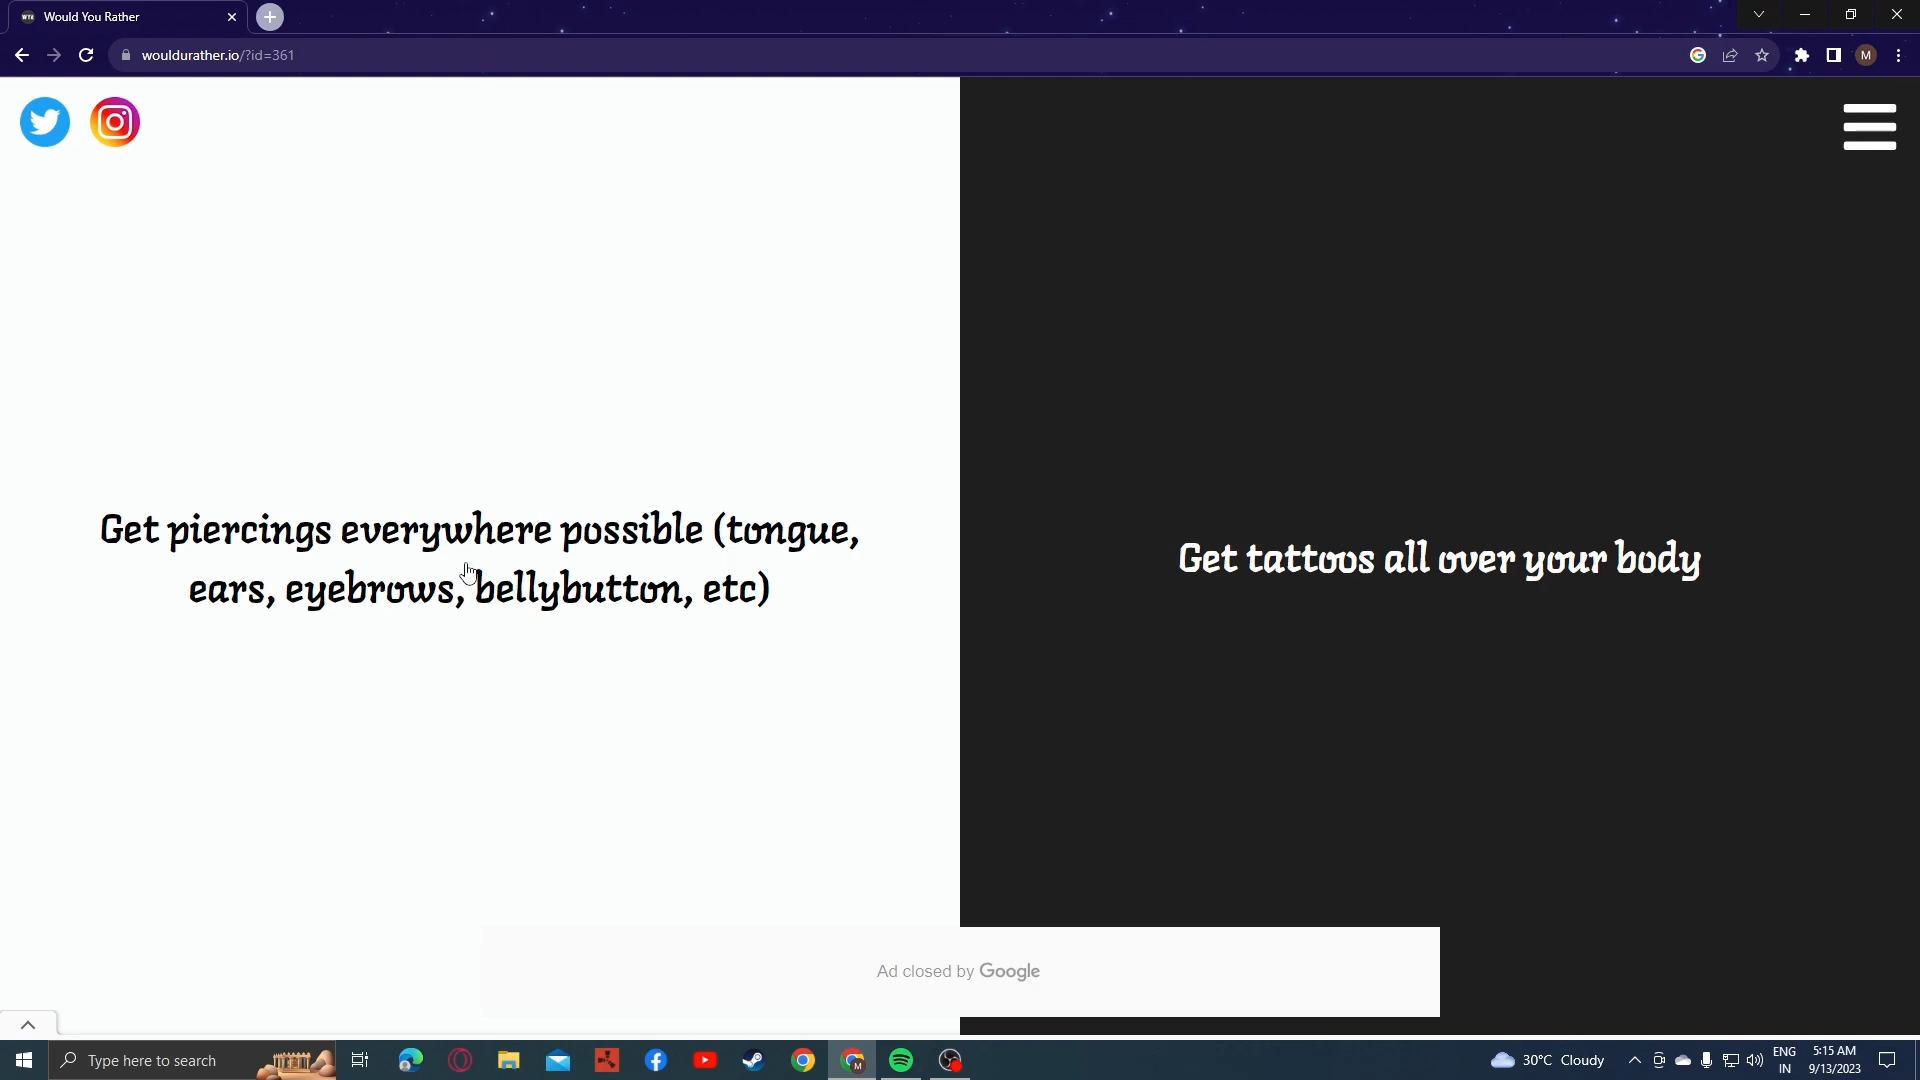 Would You Rather
wouldurather.io/?id=361
M
Get piercings everywhere possible (tongue,
ears, eyebrows, bellybutton, etc)
Get tattoos all over your body
Ad closed by Google
Type here to search
M
30°C Cloudy
ENG
IN
5:15 AM
9/13/2023